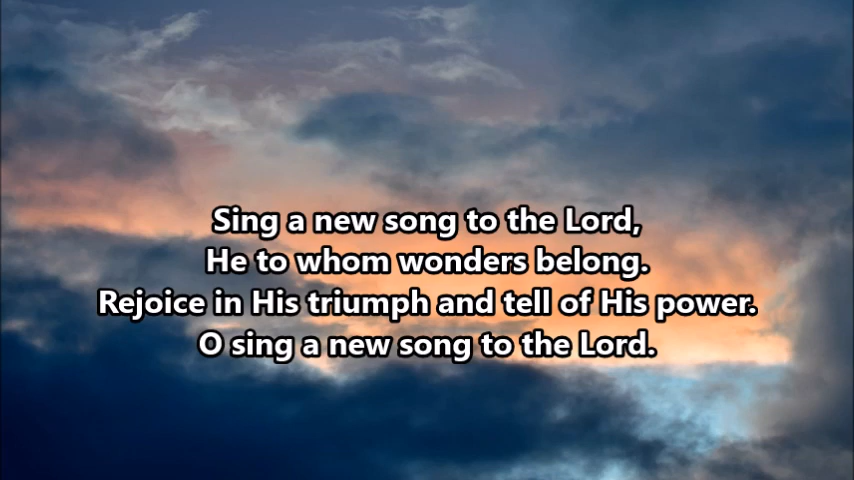 Sing a new song to the Lord,
He to whom wonders belong.
Rejoice in His triumph and tell of His power.
O sing a new song to the Lord.